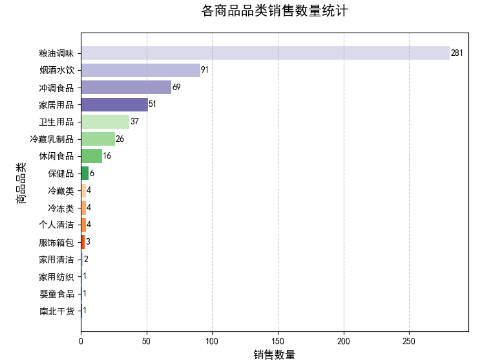 各商品品类销售数量统计
商品品类
粮油调味 281
烟酒水饮 91
冲调食品 69
家居用品 51
卫生用品 37
冷藏乳制品 26
休闲食品 16
保健品 6
冷藏类 4
冷冻类 4
个人清洁 4
服饰箱包 3
家用清洁 2
家用纺织 1
婴童食品 1
南北干货 1
0 50 100 150 200 250
销售数量